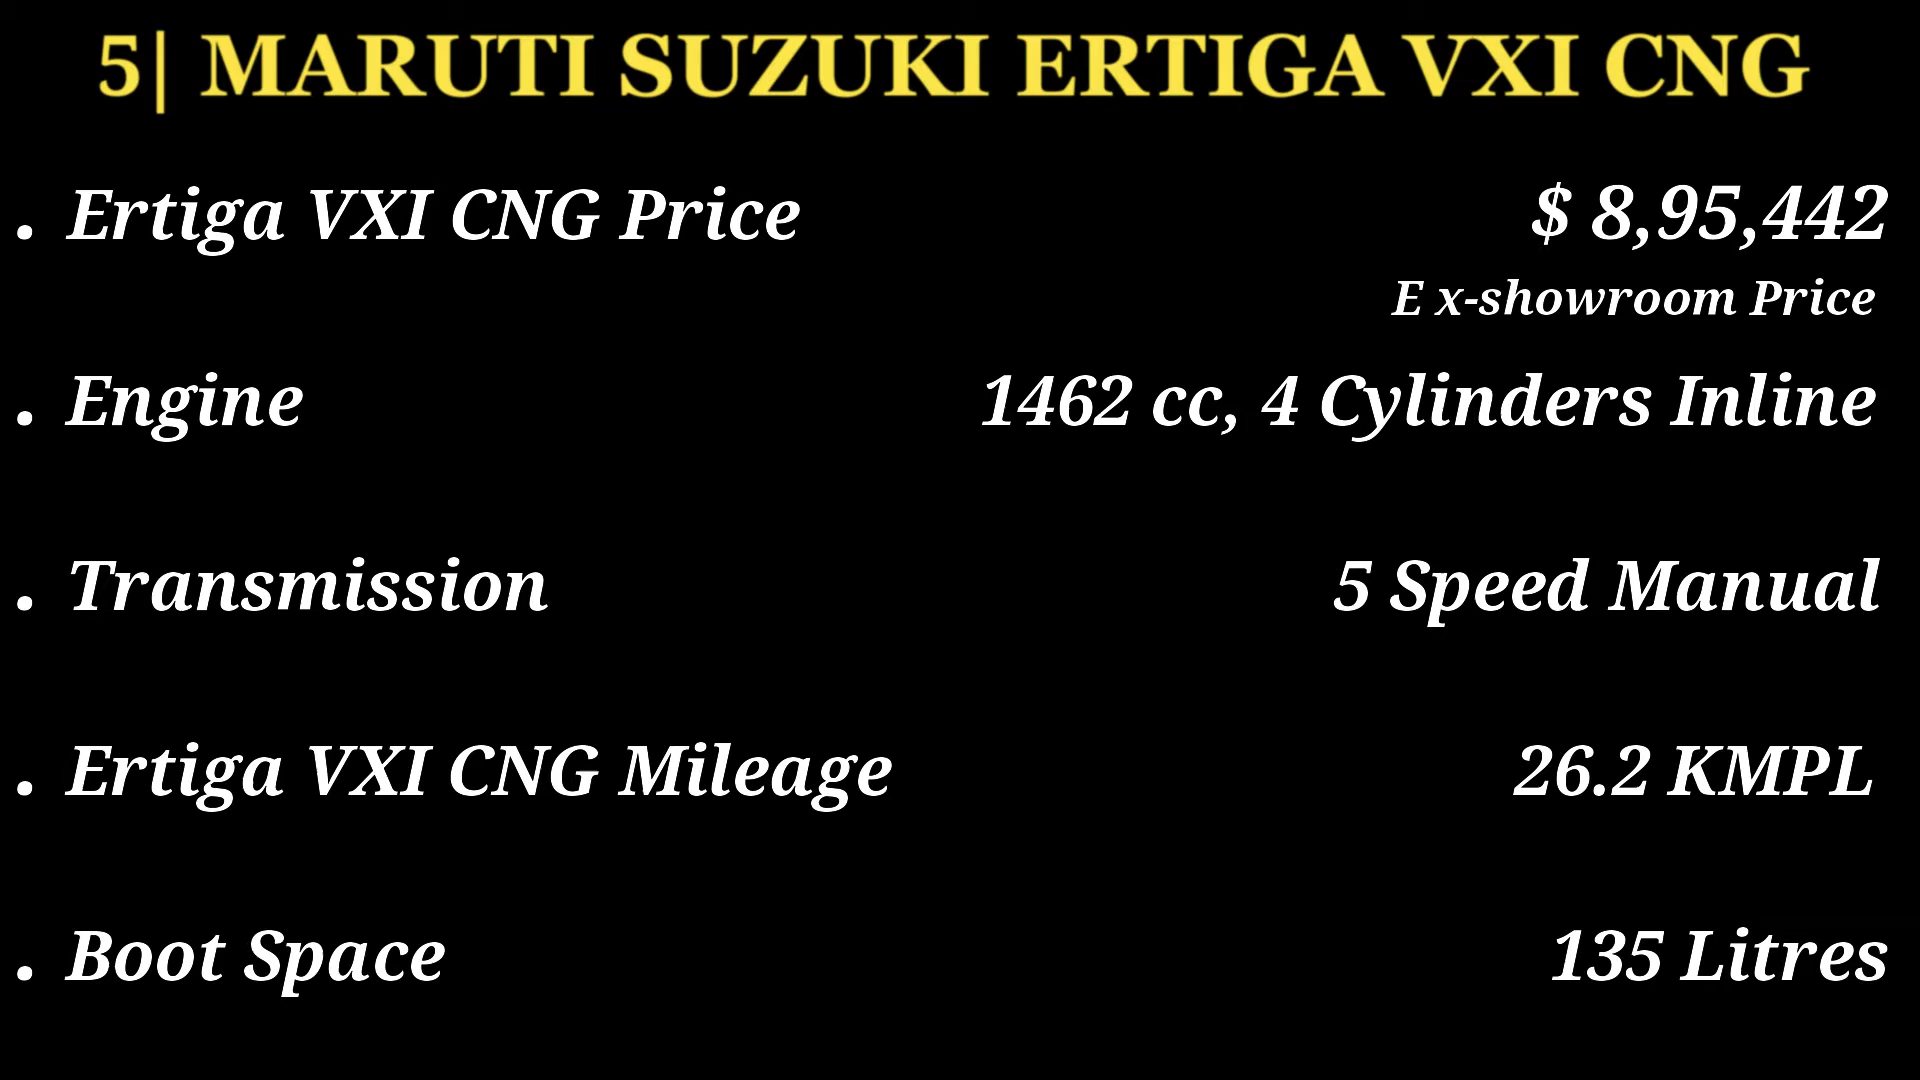 5| MARUTI SUZUKI ERTIGA VXI CNG
. Ertiga VXI CNG Price $ 8,95,442
E x-showroom Price
. Engine 1462 cc, 4 Cylinders Inline
. Transmission 5 Speed Manual
. Ertiga VXI CNG Mileage 26.2 KMPL
. Boot Space 135 Litres